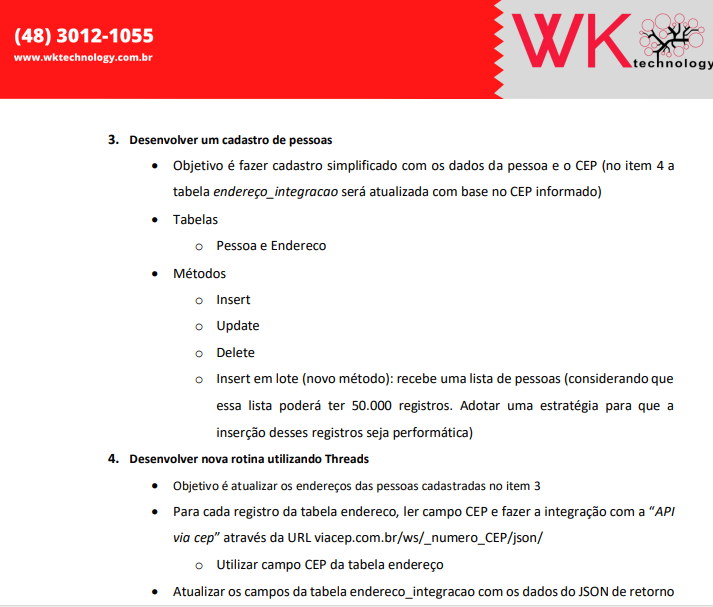 (48) 3012-1055
www.wktechnology.com.br
WK
technology
3. Desenvolver um cadastro de pessoas
• Objetivo é fazer cadastro simplificado com os dados da pessoa e o CEP (no item 4 a
tabela endereço_integracao será atualizada com base no CEP informado)
• Tabelas
o Pessoa e Endereco
• Métodos
o Insert
o Update
o Delete
o Insert em lote (novo método): recebe uma lista de pessoas (considerando que
essa lista poderá ter 50.000 registros. Adotar uma estratégia para que a
inserção desses registros seja performática)
4. Desenvolver nova rotina utilizando Threads
• Objetivo é atualizar os endereços das pessoas cadastradas no item 3
• Para cada registro da tabela endereco, ler campo CEP e fazer a integração com a “API
via cep” através da URL viacep.com.br/ws/_numero_CEP/json/
o Utilizar campo CEP da tabela endereço
• Atualizar os campos da tabela endereco_integracao com os dados do JSON de retorno